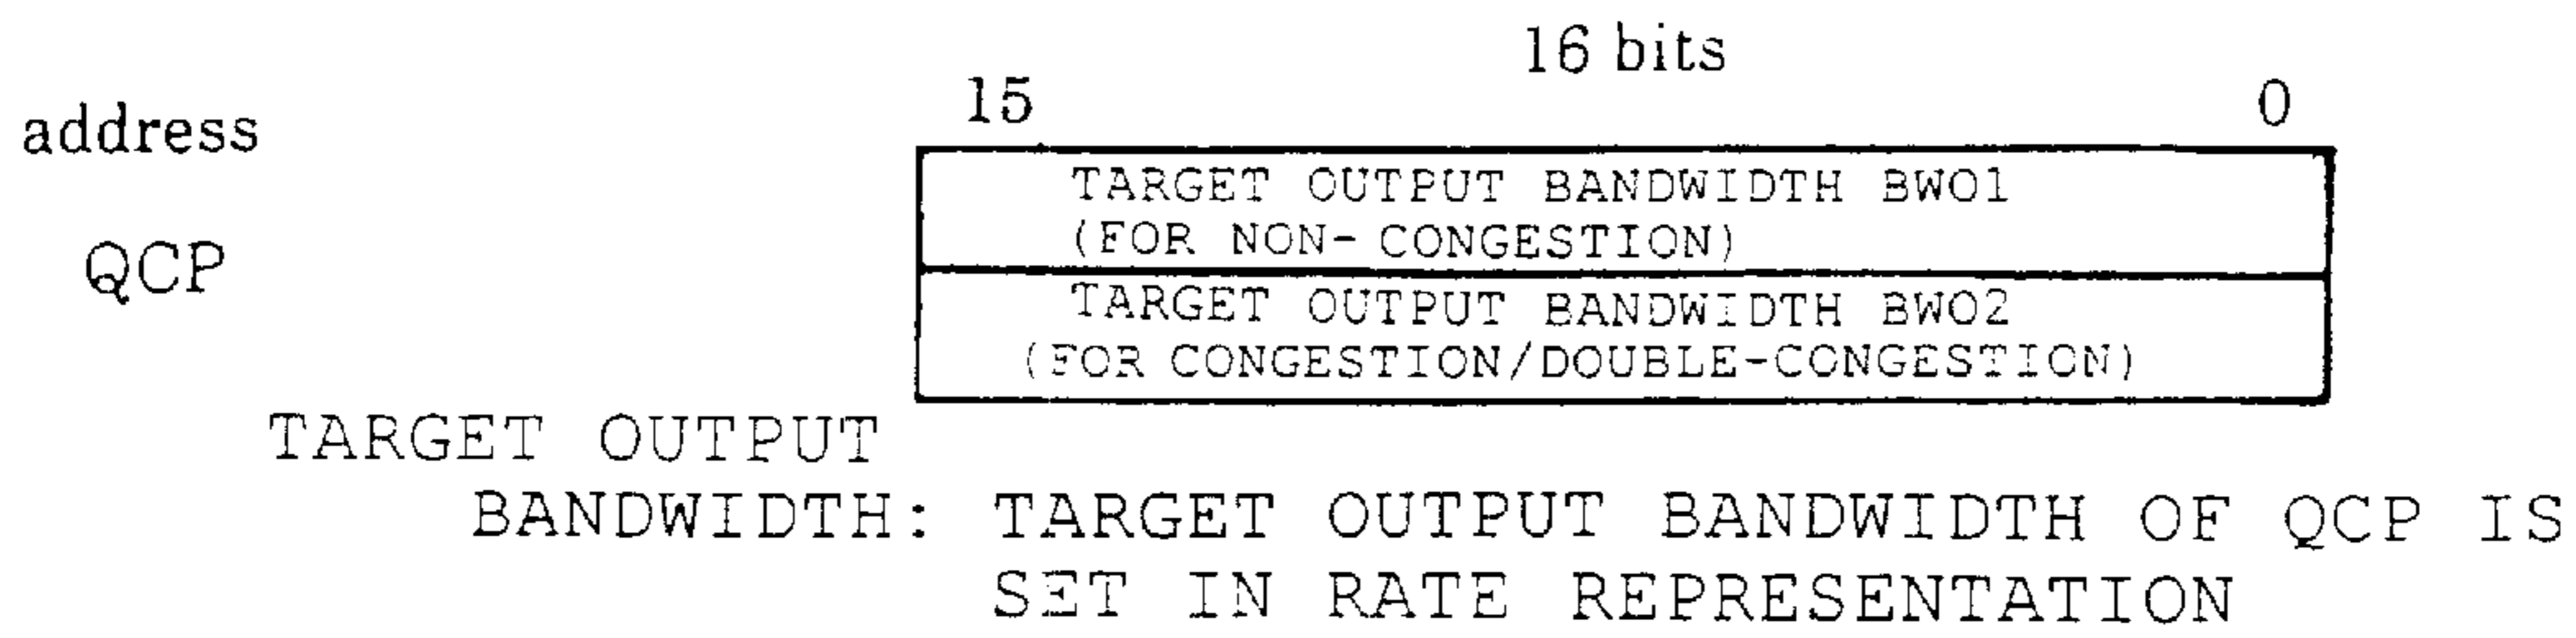 16 bits
15 0
address
TARGET OUTPUT BANDWIDTH BWO1
(FOR NON- CONGESTION)
QCP
TARGET OUTPUT BANDWIDTH BWO2
(FOR CONGESTION/DOUBLE-CONGESTION)
TARGET OUTPUT
BANDWIDTH: TARGET OUTPUT BANDWIDTH OF QCP IS
SET IN RATE REPRESENTATION